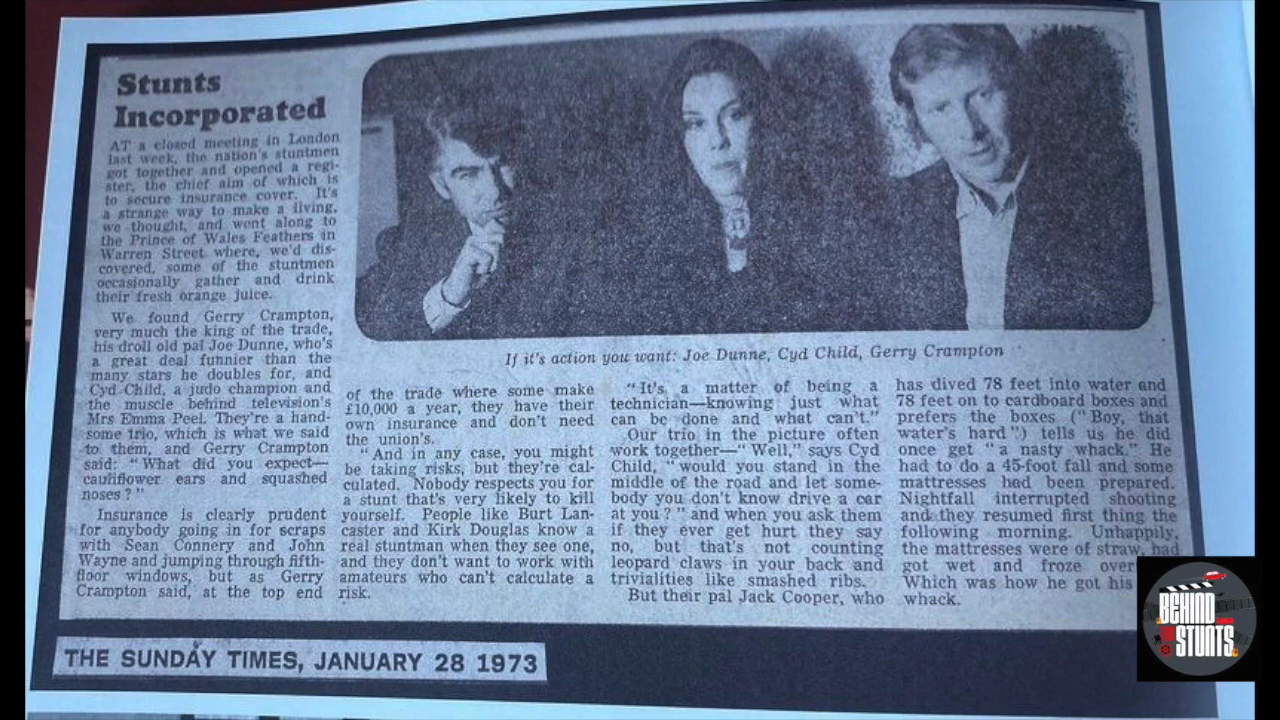 Stunts
Incorporated
AT a closed meeting in London
last week, the nation's stuntmen
got together and opened a regi-
ster, the chief aim of which is
to secure insurance cover. It's
a strange way to make a living,
we thought, and went along to
the Prince of Wales Feathers in
Warren Street where, we'd dis-
covered, some of the stuntmen
occasionally gather and drink
their fresh orange juice.
We found Gerry Crampton,
very much the king of the trade,
his droll old pal Joe Dunne, who's
a great deal funnier than the
many stars he doubles for, and
Cyd Child, a judo champion and
the muscle behind television's
Mrs Emma Peel. They're a hand-
some trio, which is what we said
to them, and Gerry Crampton
said: "What did you expect—
cauliflower ears and squashed
noses?"
Insurance is clearly prudent
for anybody going in for scraps
with Sean Connery and John
Wayne and jumping through fifth-
floor windows, but as Gerry
Crampton said, at the top end
If it's action you want: Joe Dunne, Cyd Child, Gerry Crampton
of the trade where some make
£10,000 a year, they have their
own insurance and don't need
the union's.
"And in any case, you might
be taking risks, but they're cal-
culated. Nobody respects you for
a stunt that's very likely to kill
yourself. People like Burt Lan-
caster and Kirk Douglas know a
real stuntman when they see one,
and they don't want to work with
amateurs who can't calculate a
risk.
"It's a matter of being a
technician—knowing just what
can be done and what can't."
Our trio in the picture often
work together—"Well," says Cyd
Child, "would you stand in the
middle of the road and let some-
body you don't know drive a car
at you?" and when you ask them
if they ever get hurt they say
no, but that's not counting
leopard claws in your back and
trivialities like smashed ribs.
But their pal Jack Cooper, who
has dived 78 feet into water and
78 feet on to cardboard boxes and
prefers the boxes ("Boy, that
water's hard") tells us he did
once get "a nasty whack." He
had to do a 45-foot fall and some
mattresses had been prepared.
Nightfall interrupted shooting
and they resumed first thing the
following morning. Unhappily,
the mattresses were of straw, had
got wet and froze over
Which was how he got his
whack.
THE SUNDAY TIMES, JANUARY 28 1973
BEHIND
THE
STUNTS